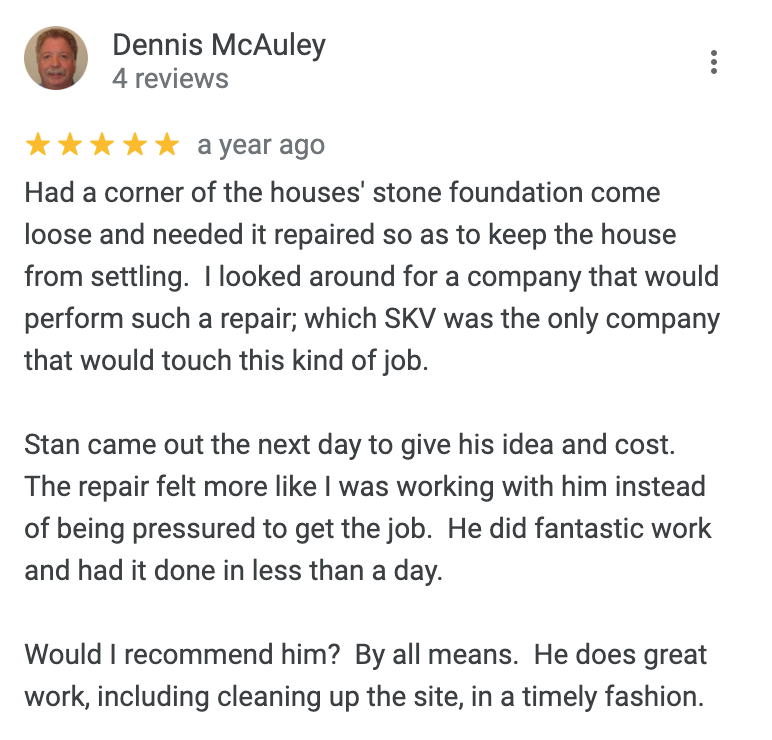 Dennis McAuley
4 reviews
a year ago
Had a corner of the houses' stone foundation come
loose and needed it repaired so as to keep the house
from settling.  I looked around for a company that would
perform such a repair; which SKV was the only company
that would touch this kind of job.
Stan came out the next day to give his idea and cost.
The repair felt more like I was working with him instead
of being pressured to get the job.  He did fantastic work
and had it done in less than a day.
Would I recommend him?  By all means.  He does great
work, including cleaning up the site, in a timely fashion.